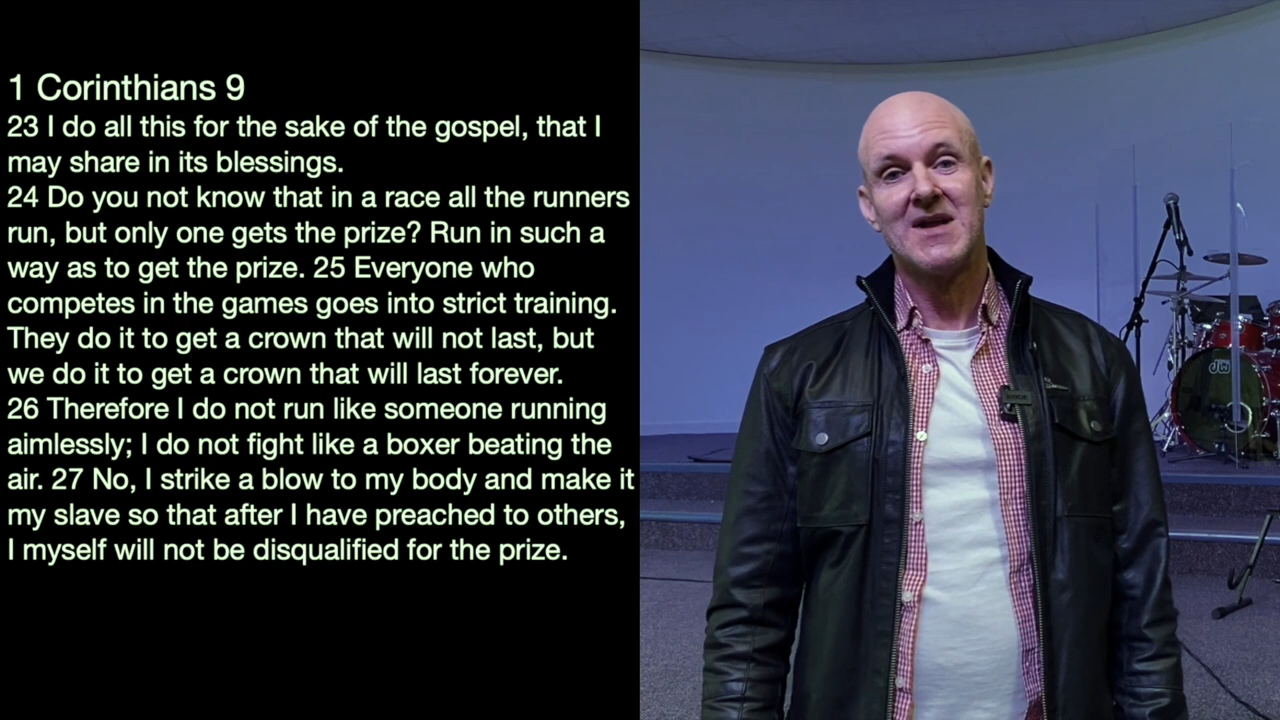 1 Corinthians 9
23 I do all this for the sake of the gospel, that I
may share in its blessings.
24 Do you not know that in a race all the runners
run, but only one gets the prize? Run in such a
way as to get the prize. 25 Everyone who
competes in the games goes into strict training.
They do it to get a crown that will not last, but
we do it to get a crown that will last forever.
26 Therefore I do not run like someone running
aimlessly; I do not fight like a boxer beating the
air. 27 No, I strike a blow to my body and make it
my slave so that after I have preached to others,
I myself will not be disqualified for the prize.
DW